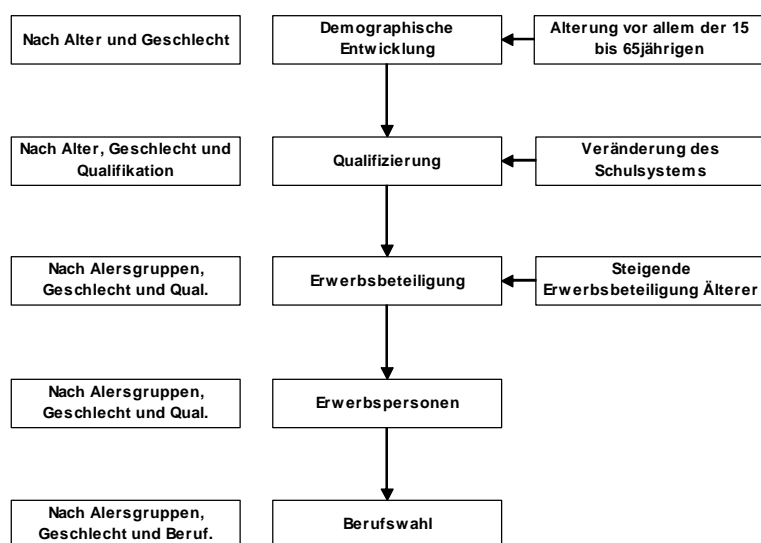 Nach Alter und Geschlecht
Demographische
Entwicklung
Alterung vor allem der 15
bis 65jährigen
Nach Alter, Geschlecht und
Qualifikation
Qualifizierung
Veränderung des
Schulsystems
Nach Alersgruppen,
Geschlecht und Qual.
Erwerbsbeteiligung
Steigende
Erwerbsbeteiligung Älterer
Nach Alersgruppen,
Geschlecht und Qual.
Erwerbspersonen
Nach Alersgruppen,
Geschlecht und Beruf.
Berufswahl